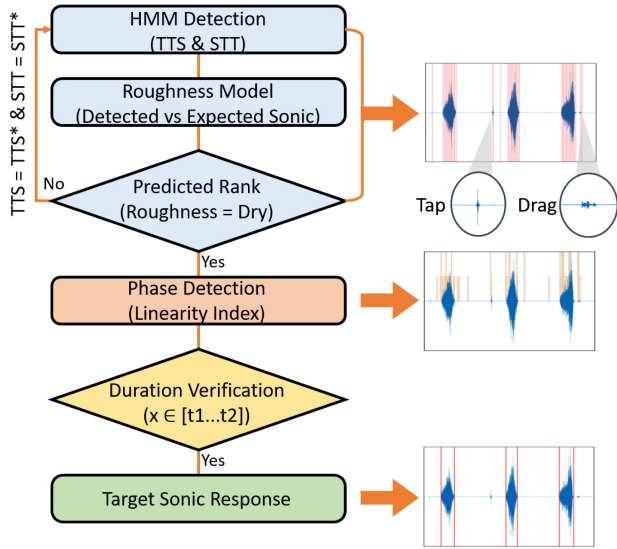 TTS = TTS* & STT = STT*
HMM Detection
(TTS & STT)
Roughness Model
(Detected vs Expected Sonic)
No
Predicted Rank
(Roughness = Dry)
Tap
Drag
Yes
Phase Detection
(Linearity Index)
Duration Verification
(x ∈ [t1...t2])
Yes
Target Sonic Response